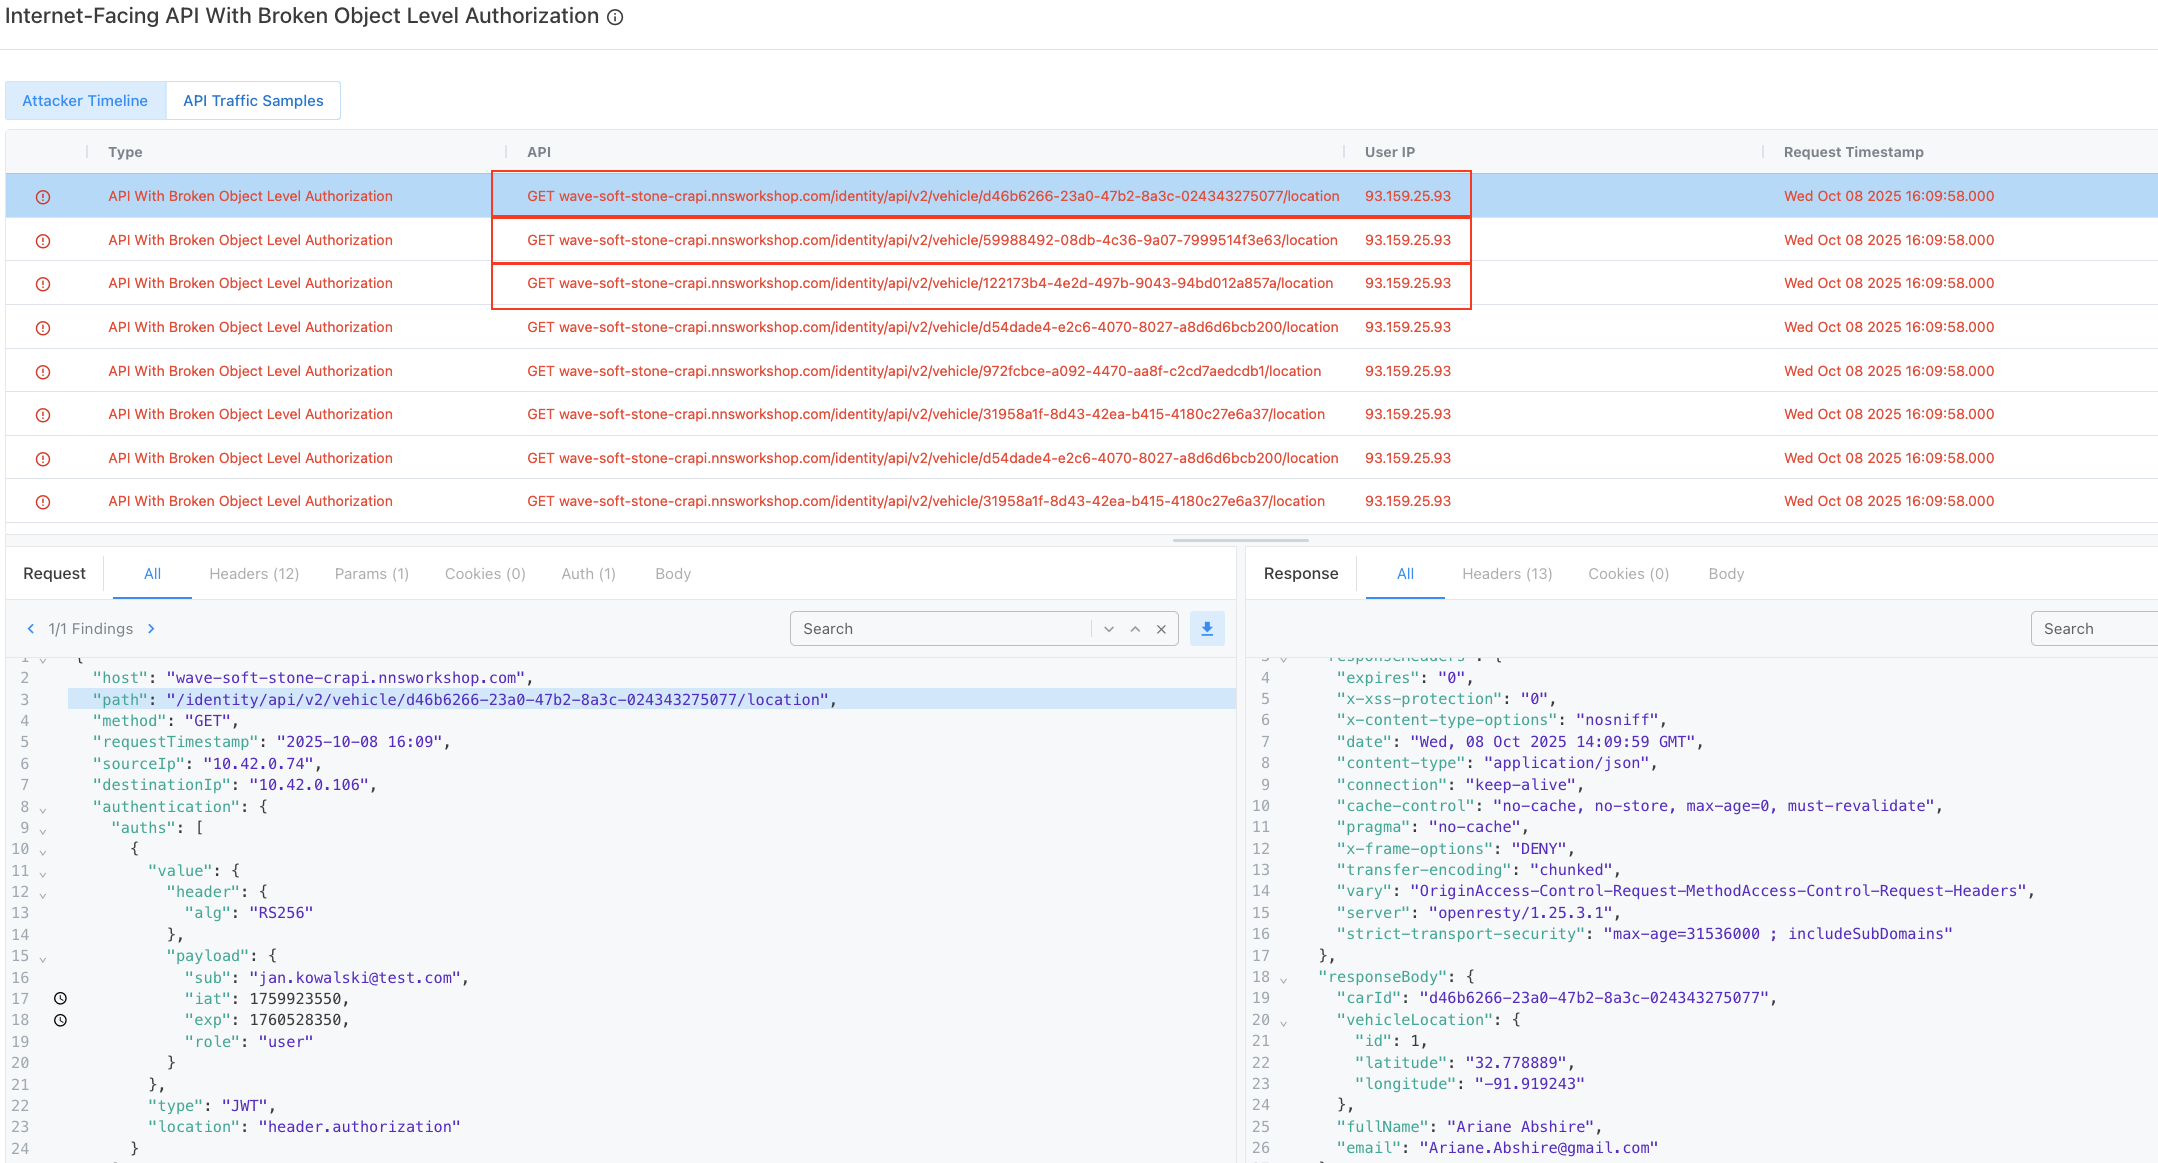 Internet-Facing API With Broken Object Level Authorization
Attacker Timeline API Traffic Samples
Type API User IP Request Timestamp
API With Broken Object Level Authorization GET wave-soft-stone-crapi.nnsworkshop.com/identity/api/v2/vehicle/d46b6266-23a0-47b2-8a3c-024343275077/location 93.159.25.93 Wed Oct 08 2025 16:09:58.000
API With Broken Object Level Authorization GET wave-soft-stone-crapi.nnsworkshop.com/identity/api/v2/vehicle/59988492-08db-4c36-9a07-7999514f3e63/location 93.159.25.93 Wed Oct 08 2025 16:09:58.000
API With Broken Object Level Authorization GET wave-soft-stone-crapi.nnsworkshop.com/identity/api/v2/vehicle/122173b4-4e2d-497b-9043-94bd012a857a/location 93.159.25.93 Wed Oct 08 2025 16:09:58.000
API With Broken Object Level Authorization GET wave-soft-stone-crapi.nnsworkshop.com/identity/api/v2/vehicle/d54dade4-e2c6-4070-8027-a8d6d6bcb200/location 93.159.25.93 Wed Oct 08 2025 16:09:58.000
API With Broken Object Level Authorization GET wave-soft-stone-crapi.nnsworkshop.com/identity/api/v2/vehicle/972fcbce-a092-4470-aa8f-c2cd7aedcdb1/location 93.159.25.93 Wed Oct 08 2025 16:09:58.000
API With Broken Object Level Authorization GET wave-soft-stone-crapi.nnsworkshop.com/identity/api/v2/vehicle/31958a1f-8d43-42ea-b415-4180c27e6a37/location 93.159.25.93 Wed Oct 08 2025 16:09:58.000
API With Broken Object Level Authorization GET wave-soft-stone-crapi.nnsworkshop.com/identity/api/v2/vehicle/d54dade4-e2c6-4070-8027-a8d6d6bcb200/location 93.159.25.93 Wed Oct 08 2025 16:09:58.000
API With Broken Object Level Authorization GET wave-soft-stone-crapi.nnsworkshop.com/identity/api/v2/vehicle/31958a1f-8d43-42ea-b415-4180c27e6a37/location 93.159.25.93 Wed Oct 08 2025 16:09:58.000
Request All Headers (12) Params (1) Cookies (0) Auth (1) Body
1/1 Findings Search
1 {
2 "host": "wave-soft-stone-crapi.nnsworkshop.com",
3 "path": "/identity/api/v2/vehicle/d46b6266-23a0-47b2-8a3c-024343275077/location",
4 "method": "GET",
5 "requestTimestamp": "2025-10-08 16:09",
6 "sourceIp": "10.42.0.74",
7 "destinationIp": "10.42.0.106",
8 "authentication": {
9 "auths": [
10 {
11 "value": {
12 "header": {
13 "alg": "RS256"
14 },
15 "payload": {
16 "sub": "jan.kowalski@test.com",
17 "iat": 1759923550,
18 "exp": 1760528350,
19 "role": "user"
20 }
21 },
22 "type": "JWT",
23 "location": "header.authorization"
24 }
Response All Headers (13) Cookies (0) Body
Search
3 "responseHeaders": {
4 "expires": "0",
5 "x-xss-protection": "0",
6 "x-content-type-options": "nosniff",
7 "date": "Wed, 08 Oct 2025 14:09:59 GMT",
8 "content-type": "application/json",
9 "connection": "keep-alive",
10 "cache-control": "no-cache, no-store, max-age=0, must-revalidate",
11 "pragma": "no-cache",
12 "x-frame-options": "DENY",
13 "transfer-encoding": "chunked",
14 "vary": "OriginAccess-Control-Request-MethodAccess-Control-Request-Headers",
15 "server": "openresty/1.25.3.1",
16 "strict-transport-security": "max-age=31536000 ; includeSubDomains"
17 },
18 "responseBody": {
19 "carId": "d46b6266-23a0-47b2-8a3c-024343275077",
20 "vehicleLocation": {
21 "id": 1,
22 "latitude": "32.778889",
23 "longitude": "-91.919243"
24 },
25 "fullName": "Ariane Abshire",
26 "email": "Ariane.Abshire@gmail.com"